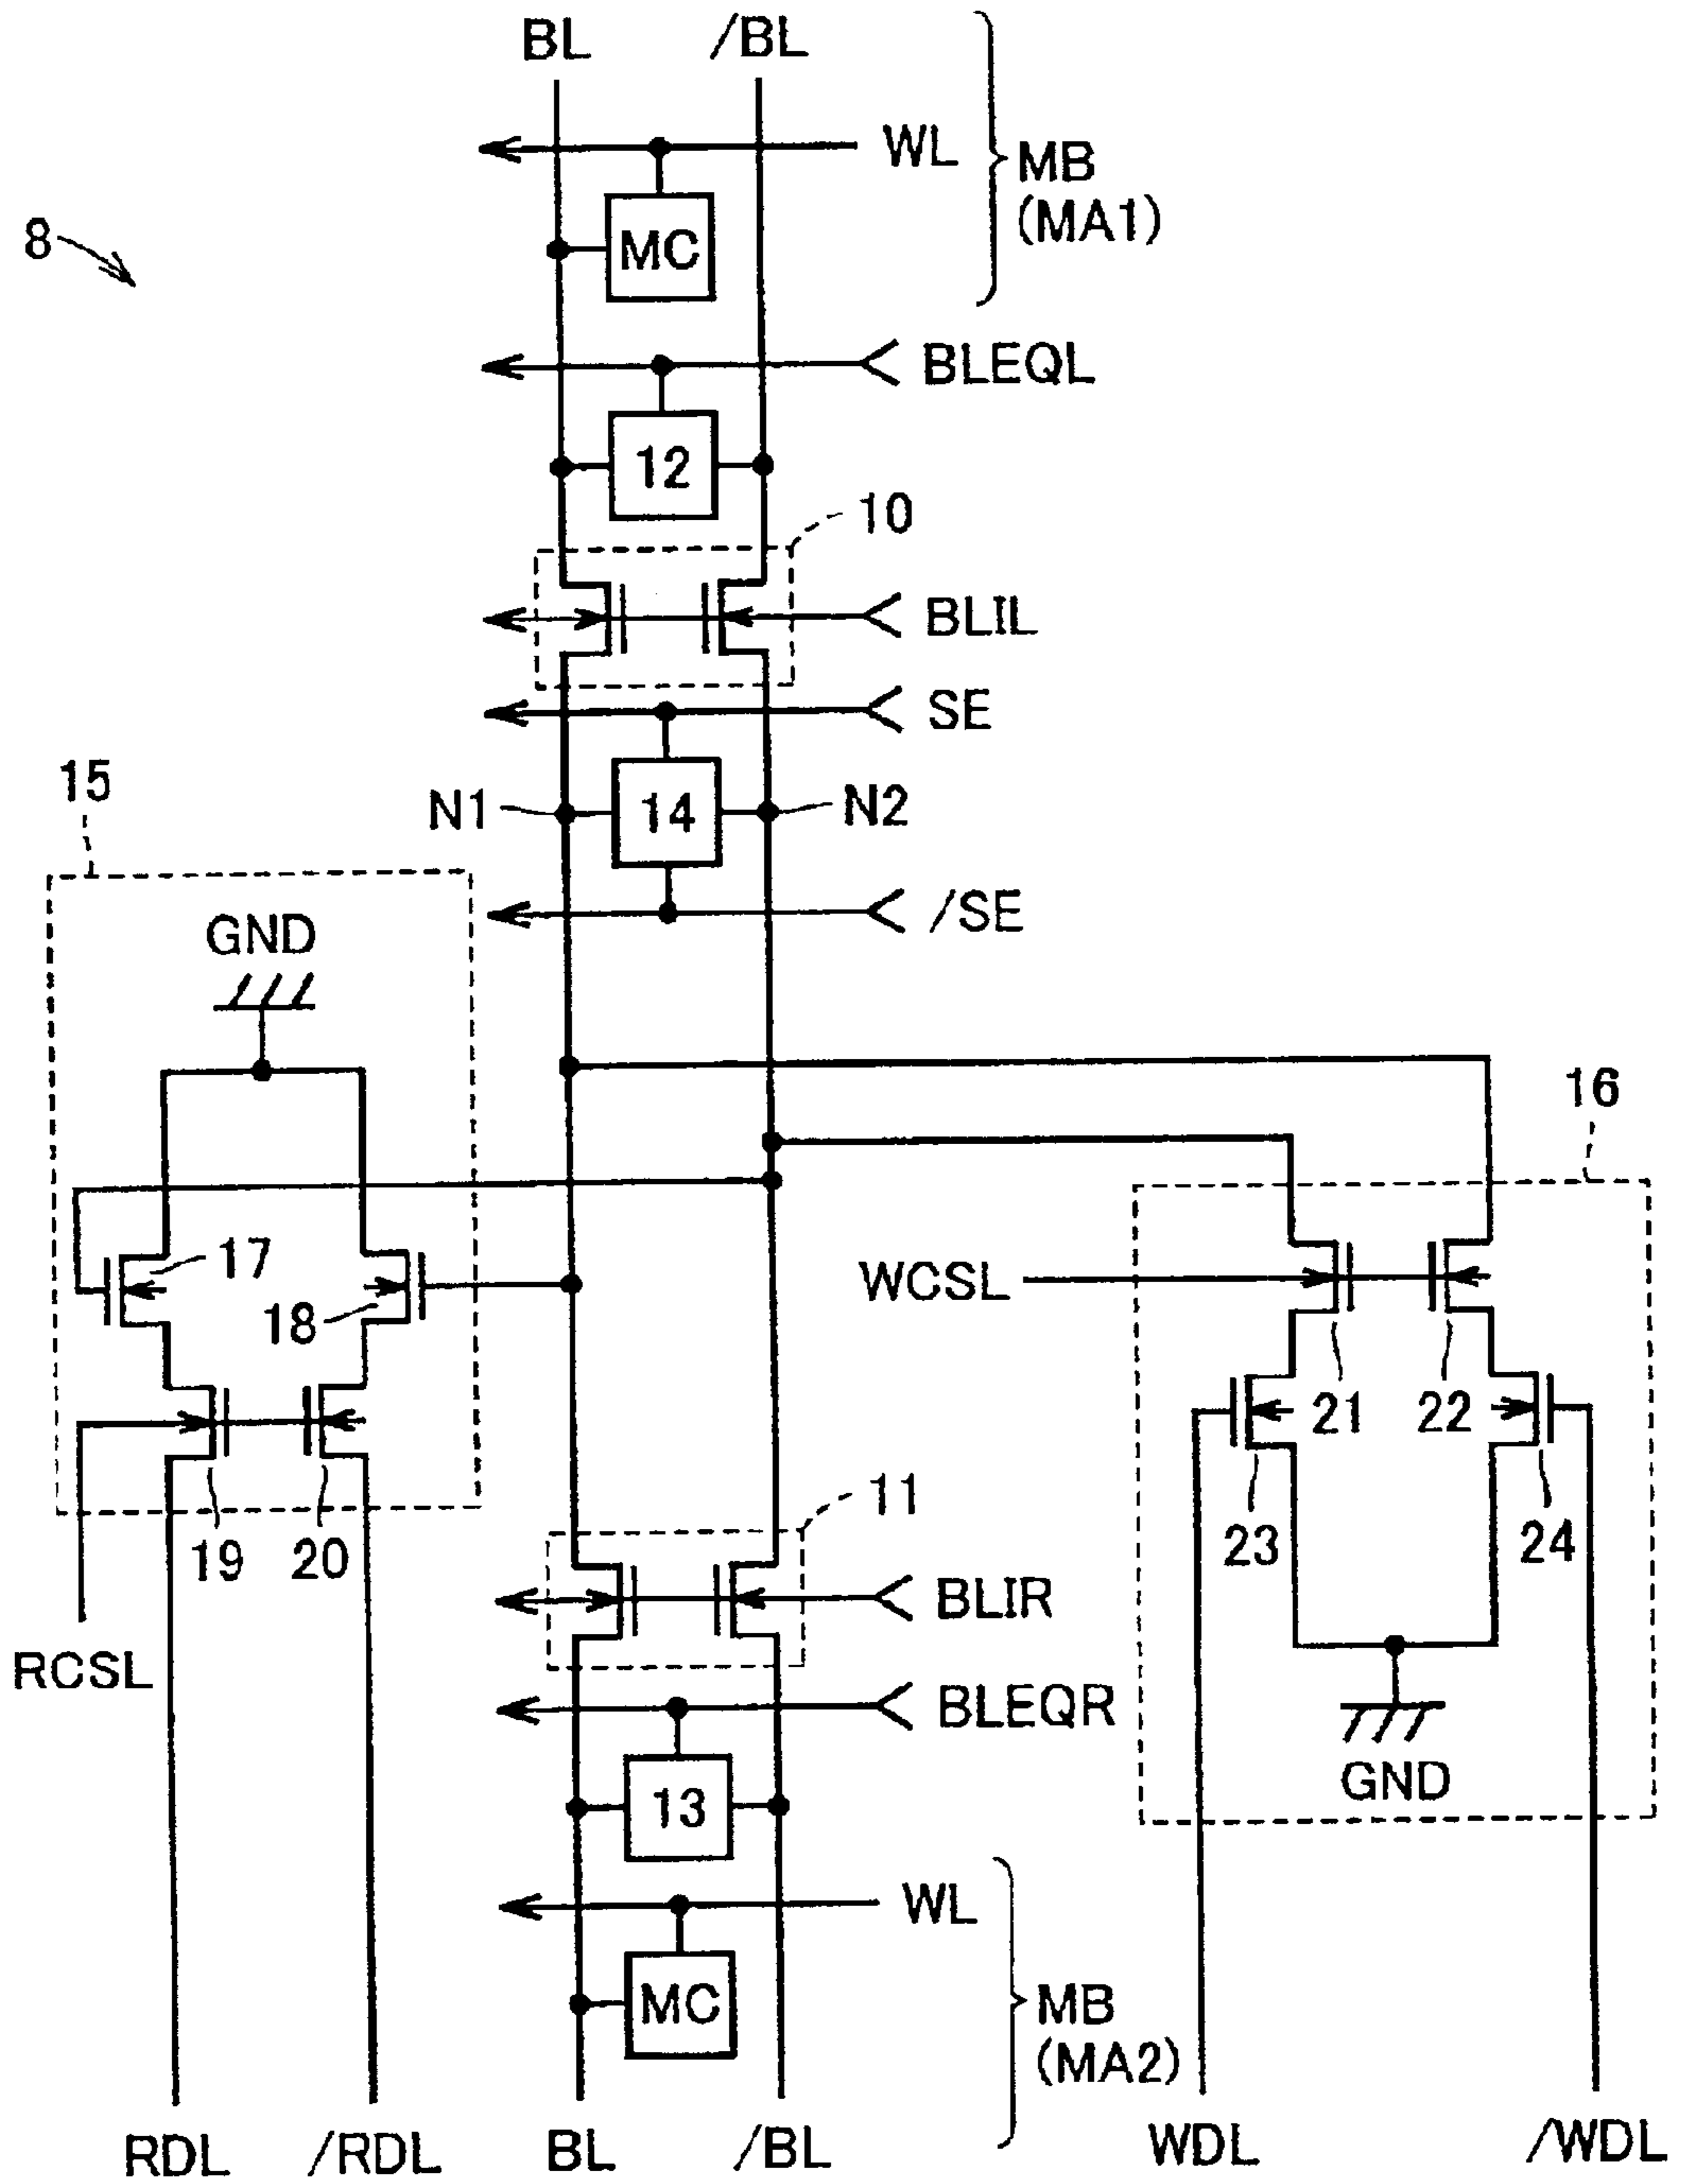 BL /BL
WL
MB
(MA1)
8
MC
BLEQL
12
10
BLIL
SE
15
N1
14
N2
GND
/SE
16
17
WCSL
18
21
22
11
23
24
19
20
BLIR
RCSL
BLEQR
GND
13
WL
MC
MB
(MA2)
RDL /RDL BL /BL WDL /WDL